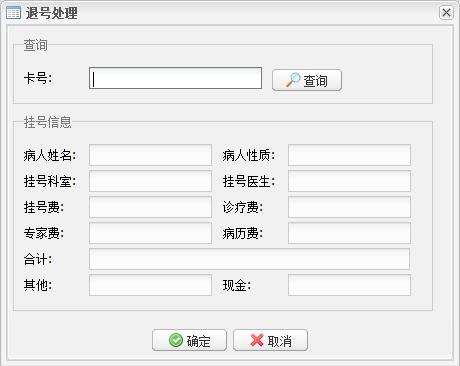 退号处理
查询
卡号:
查询
挂号信息
病人姓名: 病人性质:
挂号科室: 挂号医生:
挂号费: 诊疗费:
专家费: 病历费:
合计:
其他: 现金:
确定 取消